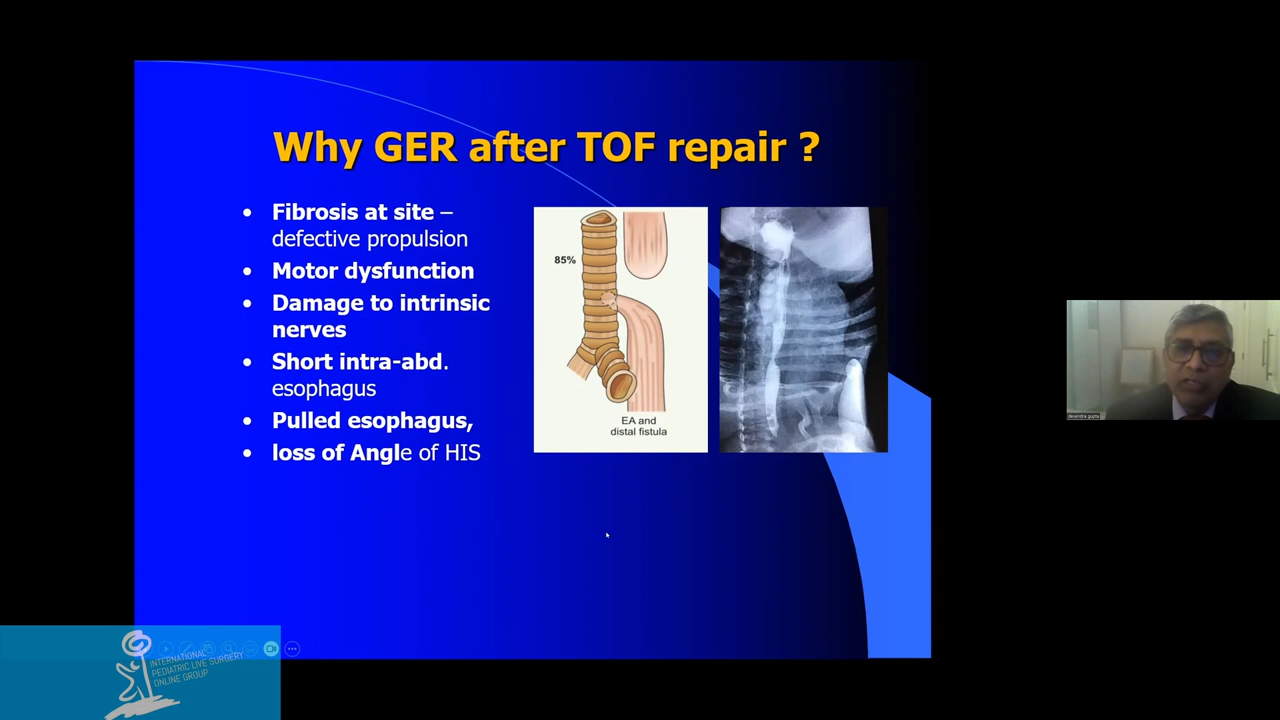 Why GER after TOF repair ?
• Fibrosis at site –
defective propulsion
• Motor dysfunction
• Damage to intrinsic
nerves
• Short intra-abd.
esophagus
• Pulled esophagus,
• loss of Angle of HIS
85%
EA and
distal fistula
devendra gupta
INTERNATIONAL
PEDIATRIC LIVE SURGERY
ONLINE GROUP